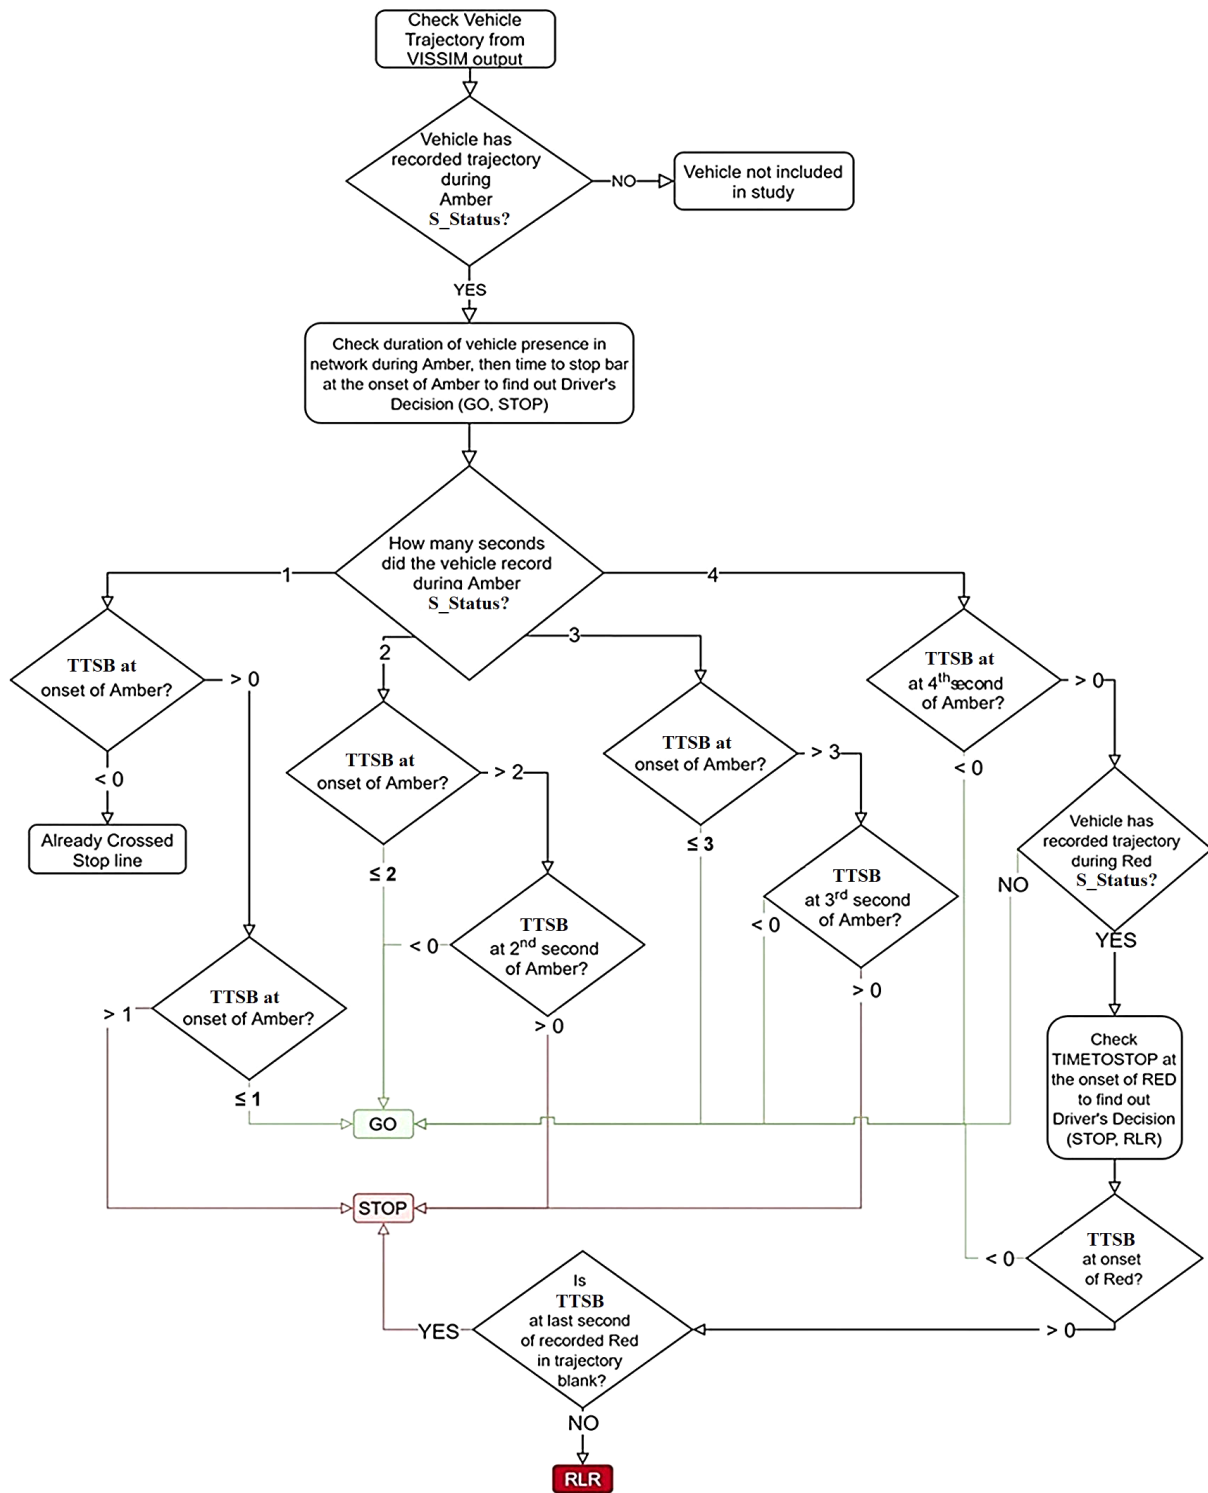 Check Vehicle
Trajectory from
VISSIM output
Vehicle has
recorded trajectory
during
Amber
S_Status?
NO
Vehicle not included
in study
YES
Check duration of vehicle presence in
network during Amber, then time to stop bar
at the onset of Amber to find out Driver's
Decision (GO, STOP)
How many seconds
did the vehicle record
during Amber
S_Status?
1
2
3
4
TTSB at
onset of Amber?
> 0
< 0
Already Crossed
Stop line
TTSB at
onset of Amber?
> 2
≤ 2
TTSB at
onset of Amber?
> 3
≤ 3
TTSB at
at 4th second
of Amber?
> 0
< 0
Vehicle has
recorded trajectory
during Red
S_Status?
NO
YES
TTSB
at 2nd second
of Amber?
< 0
> 0
TTSB
at 3rd second
of Amber?
< 0
> 0
TTSB at
onset of Amber?
> 1
≤ 1
GO
STOP
Check
TIMETOSTOP at
the onset of RED
to find out
Driver's Decision
(STOP, RLR)
TTSB
at onset
of Red?
< 0
> 0
Is
TTSB
at last second
of recorded Red
in trajectory
blank?
YES
NO
RLR